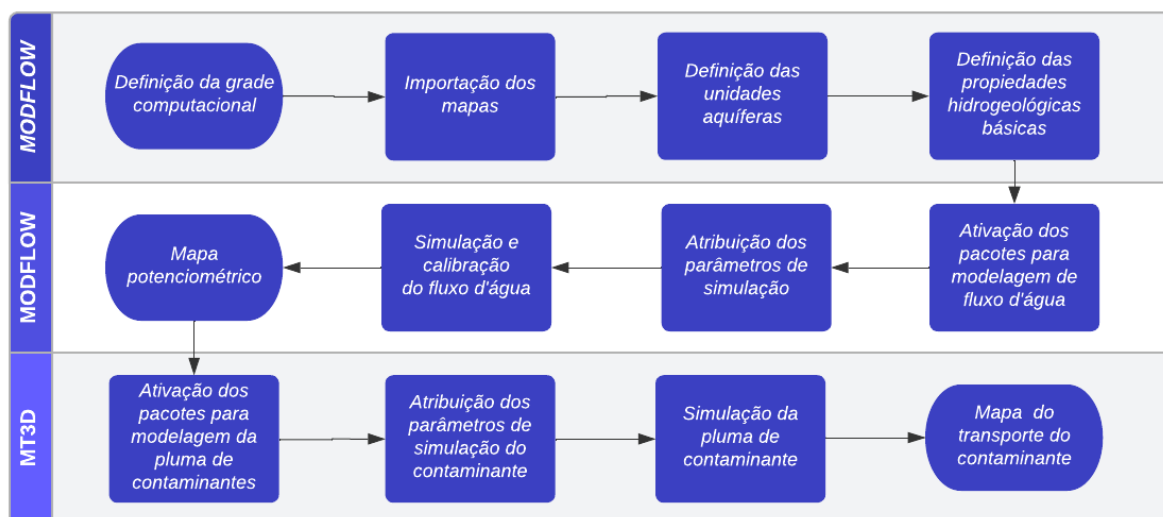 MODFLOW
Definição da grade
computacional
Importação dos
mapas
Definição das
unidades
aquíferas
Definição das
propiedades
hidrogeológicas
básicas
MODFLOW
Mapa
potenciométrico
Simulação e
calibração
do fluxo d'água
Atribuição dos
parâmetros de
simulação
Ativação dos
pacotes para
modelagem de
fluxo d'água
MT3D
Ativação dos
pacotes para
modelagem da
pluma de
contaminantes
Atribuição dos
parâmetros de
simulação do
contaminante
Simulação da
pluma de
contaminante
Mapa do
transporte do
contaminante